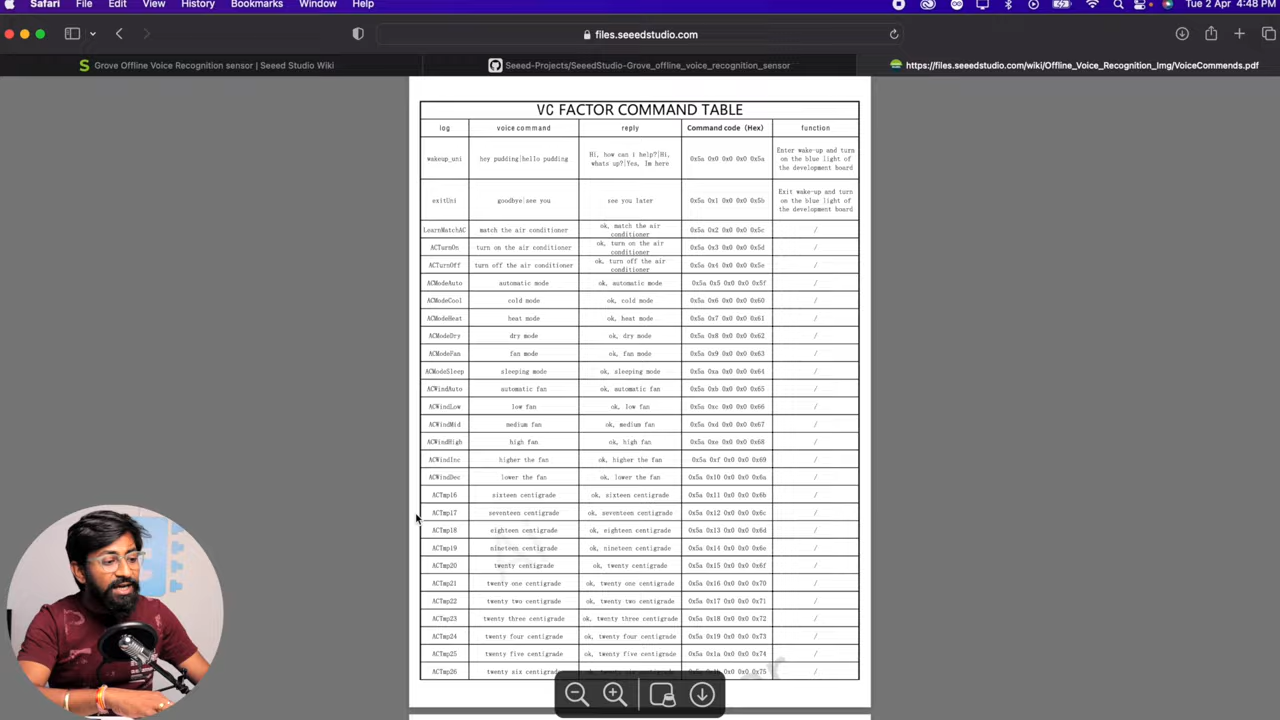 Safari File Edit View History Bookmarks Window Help Tue 2 Apr 4:48 PM
files.seeedstudio.com
Grove Offline Voice Recognition sensor | Seeed Studio Wiki
Seeed-Projects/SeeedStudio-Grove_offline_voice_recognition_sensor
https://files.seeedstudio.com/wiki/Offline_Voice_Recognition_Img/VoiceCommends.pdf
VC FACTOR COMMAND TABLE
log voice command reply Command code (Hex) function
wakeup_uni hey pudding|hello pudding Hi, how can i help?|Hi, whats up?|Yea, Im here 0x5a 0x0 0x0 0x0 0x5a Enter wake-up and turn on the blue light of the development board
exitUni goodbye|see you see you later 0x5a 0x1 0x0 0x0 0x5b Exit wake-up and turn on the blue light of the development board
LearnMatchAC match the air conditioner ok, match the air conditioner 0x5a 0x2 0x0 0x0 0x5c /
ACTurnOn turn on the air conditioner ok, turn on the air conditioner 0x5a 0x3 0x0 0x0 0x5d /
ACTurnOff turn off the air conditioner ok, turn off the air conditioner 0x5a 0x4 0x0 0x0 0x5e /
ACModeAuto automatic mode ok, automatic mode 0x5a 0x5 0x0 0x0 0x5f /
ACModeCool cold mode ok, cold mode 0x5a 0x6 0x0 0x0 0x60 /
ACModeHeat heat mode ok, heat mode 0x5a 0x7 0x0 0x0 0x61 /
ACModeDry dry mode ok, dry mode 0x5a 0x8 0x0 0x0 0x62 /
ACModeFan fan mode ok, fan mode 0x5a 0x9 0x0 0x0 0x63 /
ACModeSleep sleeping mode ok, sleeping mode 0x5a 0xa 0x0 0x0 0x64 /
ACWindAuto automatic fan ok, automatic fan 0x5a 0xb 0x0 0x0 0x65 /
ACWindLow low fan ok, low fan 0x5a 0xc 0x0 0x0 0x66 /
ACWindMid medium fan ok, medium fan 0x5a 0xd 0x0 0x0 0x67 /
ACWindHigh high fan ok, high fan 0x5a 0xe 0x0 0x0 0x68 /
ACWindInc higher the fan ok, higher the fan 0x5a 0xf 0x0 0x0 0x69 /
ACWindDec lower the fan ok, lower the fan 0x5a 0x10 0x0 0x0 0x6a /
ACTmp16 sixteen centigrade ok, sixteen centigrade 0x5a 0x11 0x0 0x0 0x6b /
ACTmp17 seventeen centigrade ok, seventeen centigrade 0x5a 0x12 0x0 0x0 0x6c /
ACTmp18 eighteen centigrade ok, eighteen centigrade 0x5a 0x13 0x0 0x0 0x6d /
ACTmp19 nineteen centigrade ok, nineteen centigrade 0x5a 0x14 0x0 0x0 0x6e /
ACTmp20 twenty centigrade ok, twenty centigrade 0x5a 0x15 0x0 0x0 0x6f /
ACTmp21 twenty one centigrade ok, twenty one centigrade 0x5a 0x16 0x0 0x0 0x70 /
ACTmp22 twenty two centigrade ok, twenty two centigrade 0x5a 0x17 0x0 0x0 0x71 /
ACTmp23 twenty three centigrade ok, twenty three centigrade 0x5a 0x18 0x0 0x0 0x72 /
ACTmp24 twenty four centigrade ok, twenty four centigrade 0x5a 0x19 0x0 0x0 0x73 /
ACTmp25 twenty five centigrade ok, twenty five centigrade 0x5a 0x1a 0x0 0x0 0x74 /
ACTmp26 twenty six centigrade 0x75 /